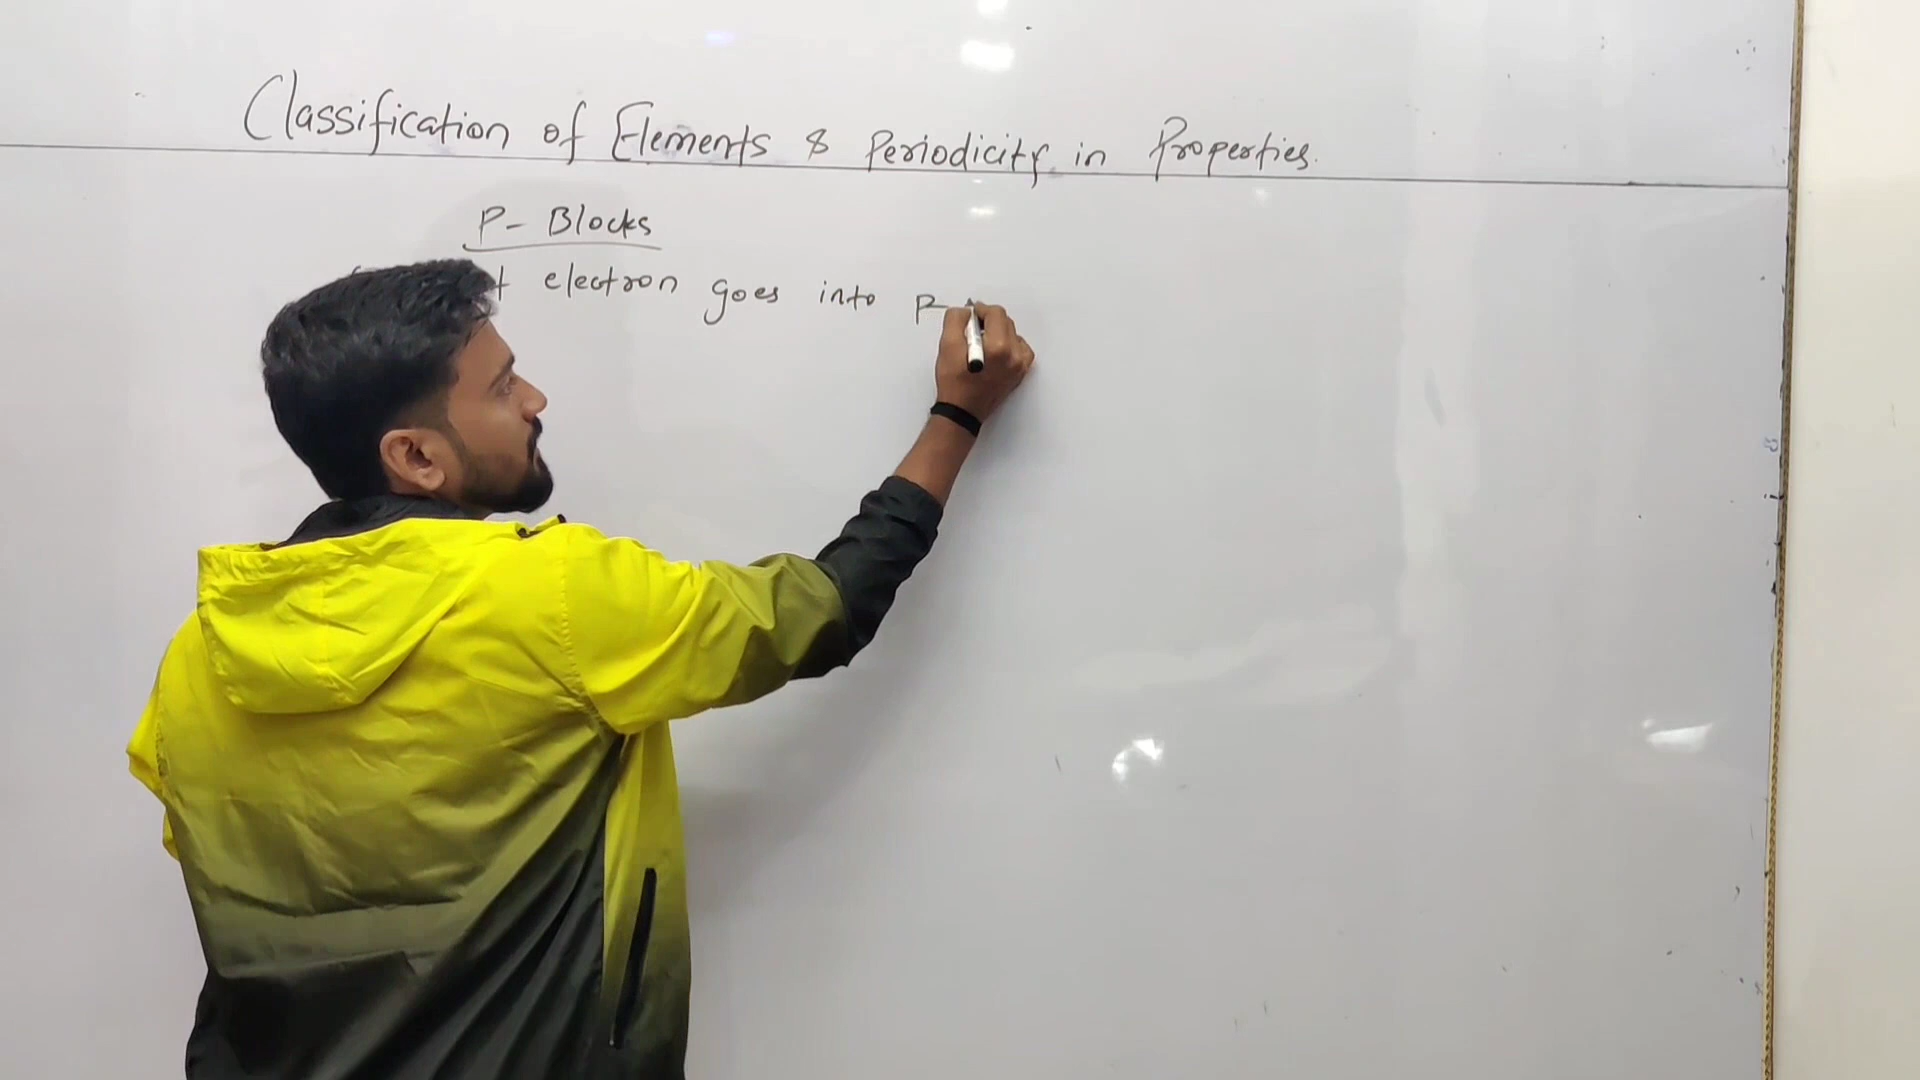 Classification of Elements & Periodicity in Properties.
P- Blocks
electron goes into P-